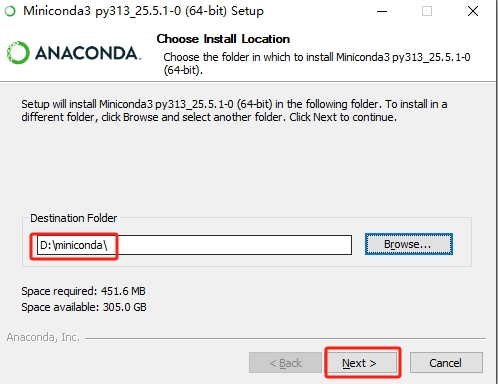 Miniconda3 py313_25.5.1-0 (64-bit) Setup
ANACONDA.
Choose Install Location
Choose the folder in which to install Miniconda3 py313_25.5.1-0
(64-bit).
Setup will install Miniconda3 py313_25.5.1-0 (64-bit) in the following folder. To install in a
different folder, click Browse and select another folder. Click Next to continue.
Destination Folder
D:\miniconda\
Browse...
Space required: 451.6 MB
Space available: 305.0 GB
Anaconda, Inc.
< Back
Next >
Cancel